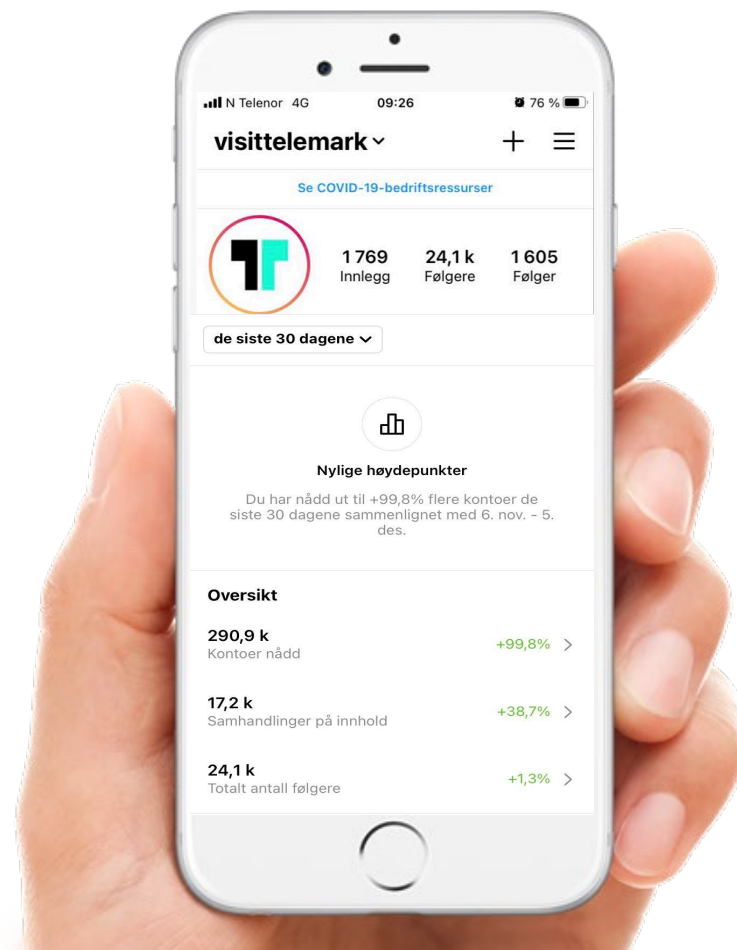 N Telenor 4G 09:26 76 %
visittelemark
Se COVID-19-bedriftsressurser
1 769 24,1 k 1 605
Innlegg Følgere Følger
de siste 30 dagene
Nylige høydepunkter
Du har nådd ut til +99,8% flere kontoer de
siste 30 dagene sammenlignet med 6. nov. - 5.
des.
Oversikt
290,9 k
Kontoer nådd
+99,8%
17,2 k
Samhandlinger på innhold
+38,7%
24,1 k
Totalt antall følgere
+1,3%